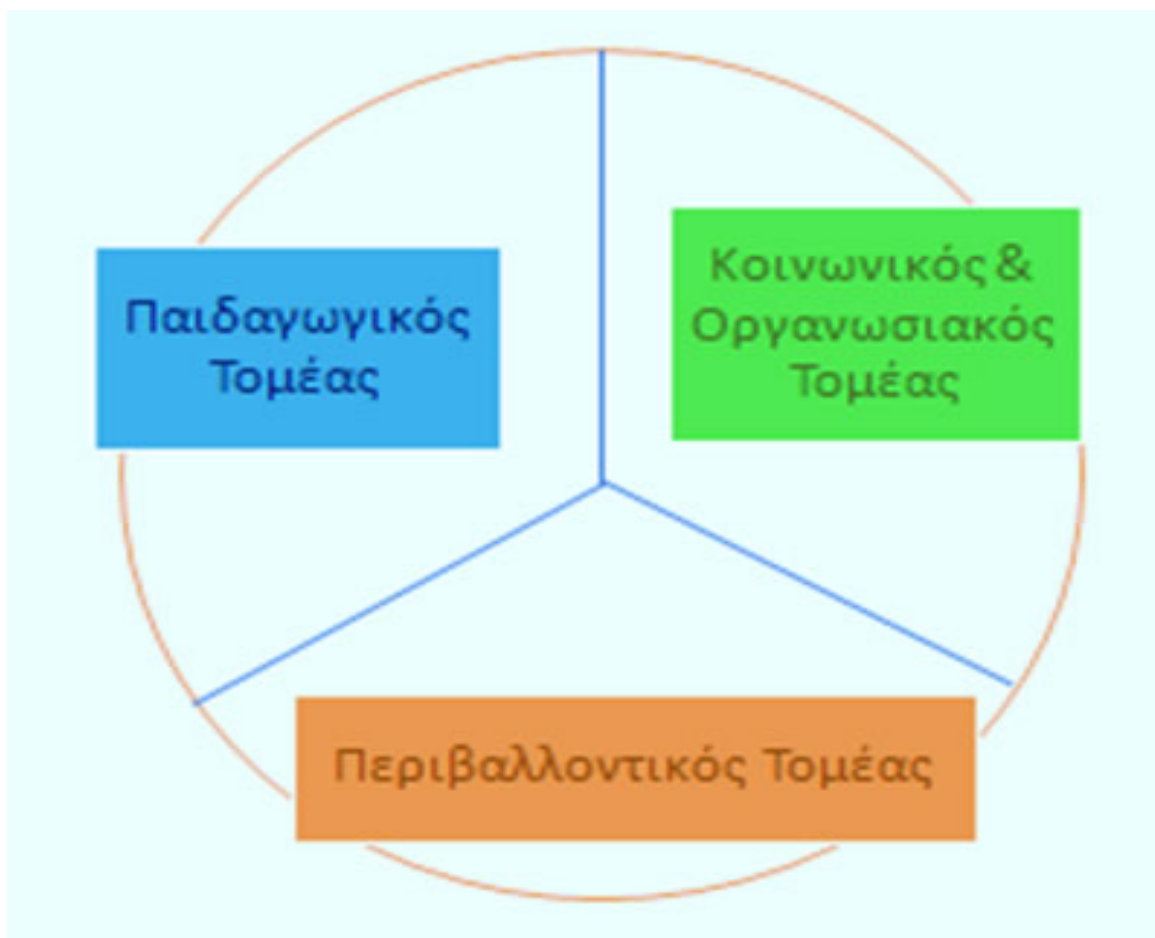 Παιδαγωγικός
Τομέας
Κοινωνικός &
Οργανωσιακός
Τομέας
Περιβαλλοντικός Τομέας